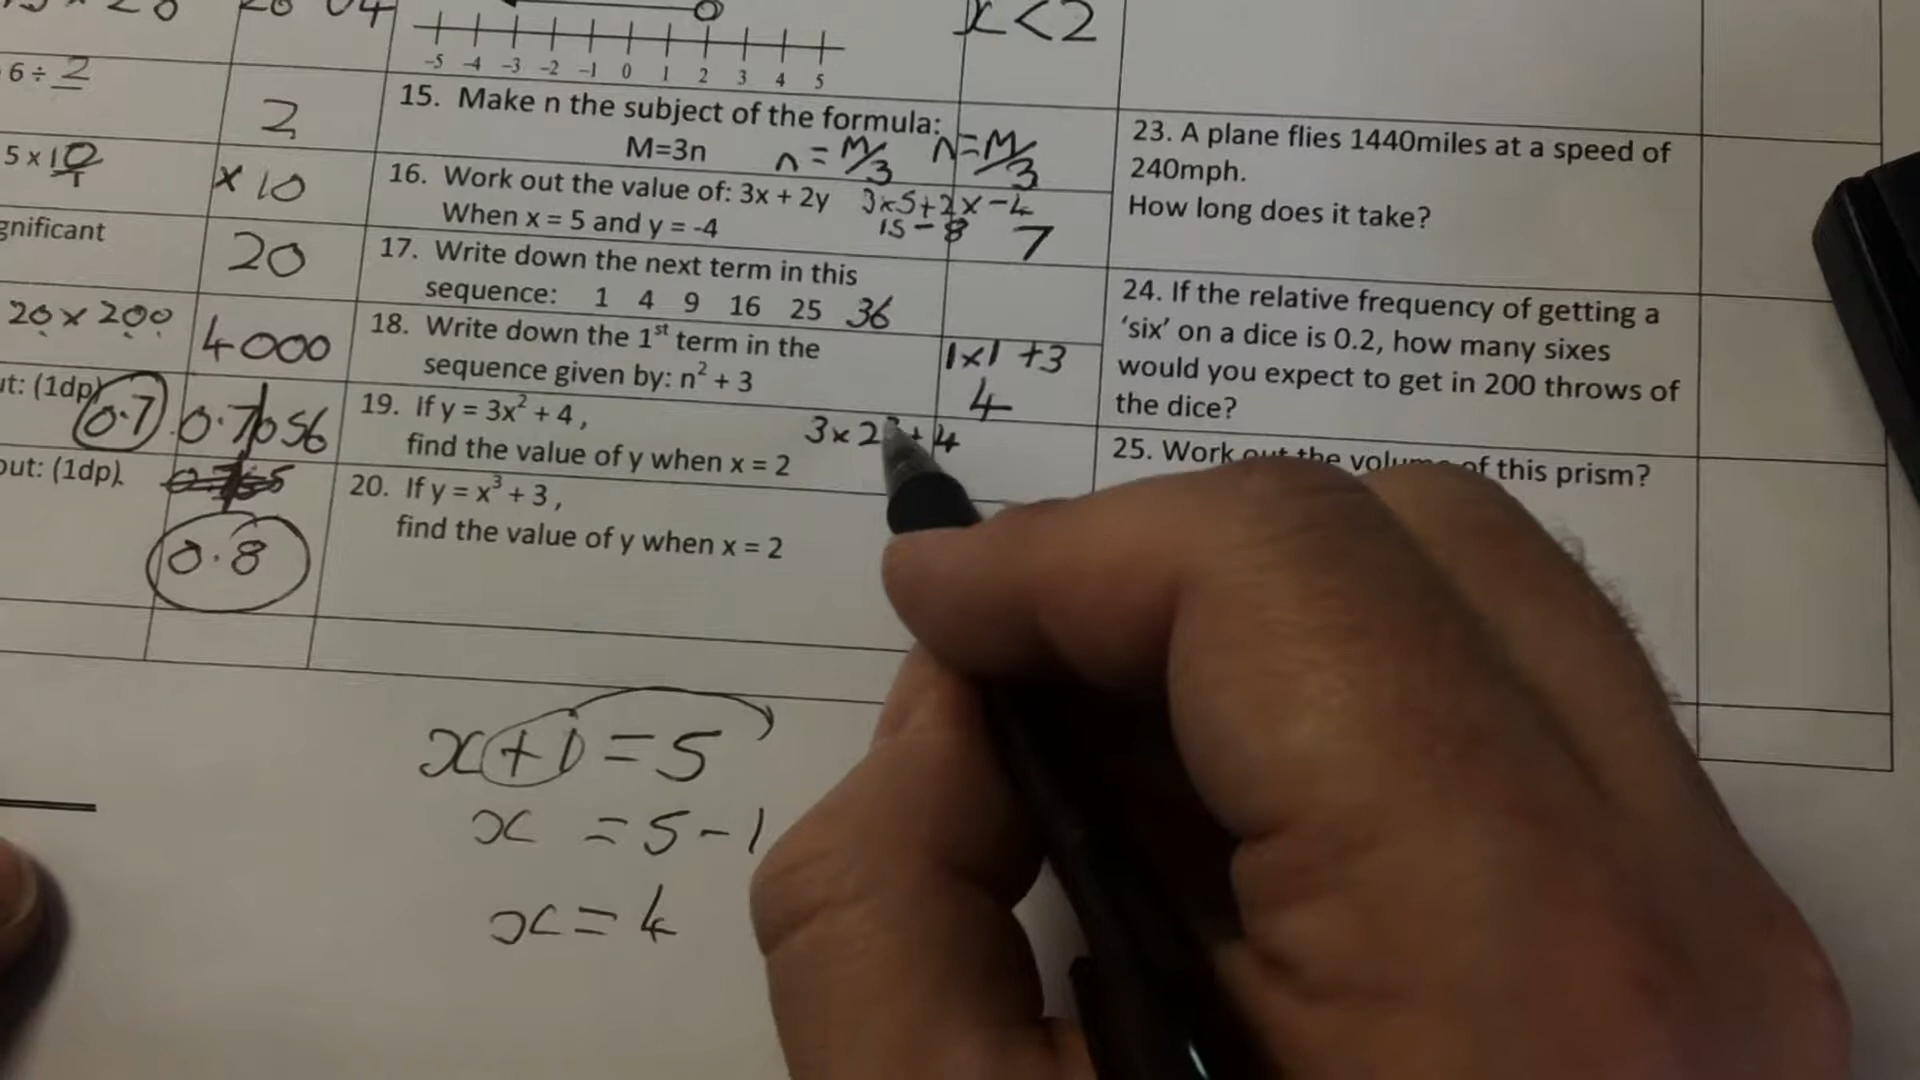 x<2
-5 -4 -3 -2 -1 0 1 2 3 4 5
6 ÷ 2
2
5 x 10
x 10
gnificant
20
20 x 200
4000
ut: (1dp)
0.7
0.7656
out: (1dp).
0.8
15. Make n the subject of the formula:
M=3n n = M/3 n=M/3
16. Work out the value of: 3x + 2y 3x5+2x-4
When x = 5 and y = -4 15 - 8 7
17. Write down the next term in this
sequence: 1 4 9 16 25 36
18. Write down the 1st term in the 1x1 +3
sequence given by: n² + 3 4
19. If y = 3x² + 4 , 3x2²+4
find the value of y when x = 2
20. If y = x³ + 3 ,
find the value of y when x = 2
23. A plane flies 1440miles at a speed of
240mph.
How long does it take?
24. If the relative frequency of getting a
‘six’ on a dice is 0.2, how many sixes
would you expect to get in 200 throws of
the dice?
25. Work out the volume of this prism?
x+1=5
x =5-1
x=4